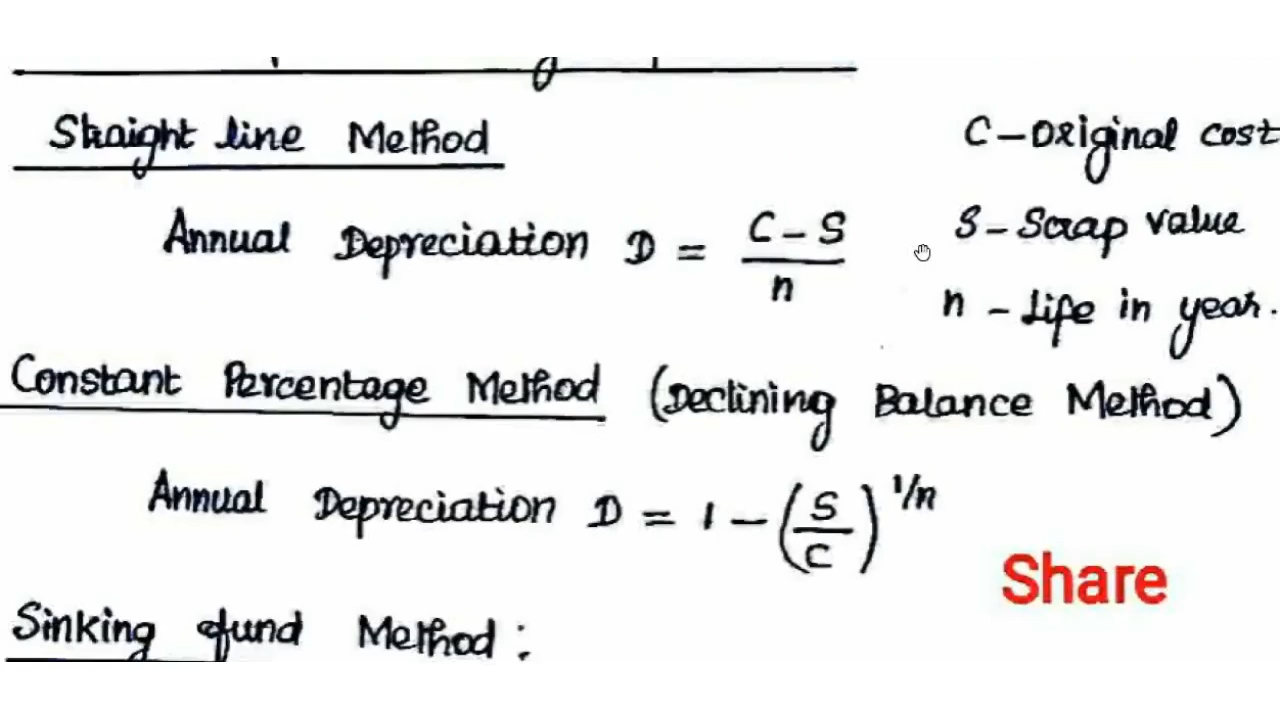 Straight line Method
C - Original cost
Annual Depreciation D = C - S / n
S - Scrap value
n - Life in year.
Constant Percentage Method (Declining Balance Method)
Annual Depreciation D = 1 - (S/C)^1/n
Share
Sinking fund Method :